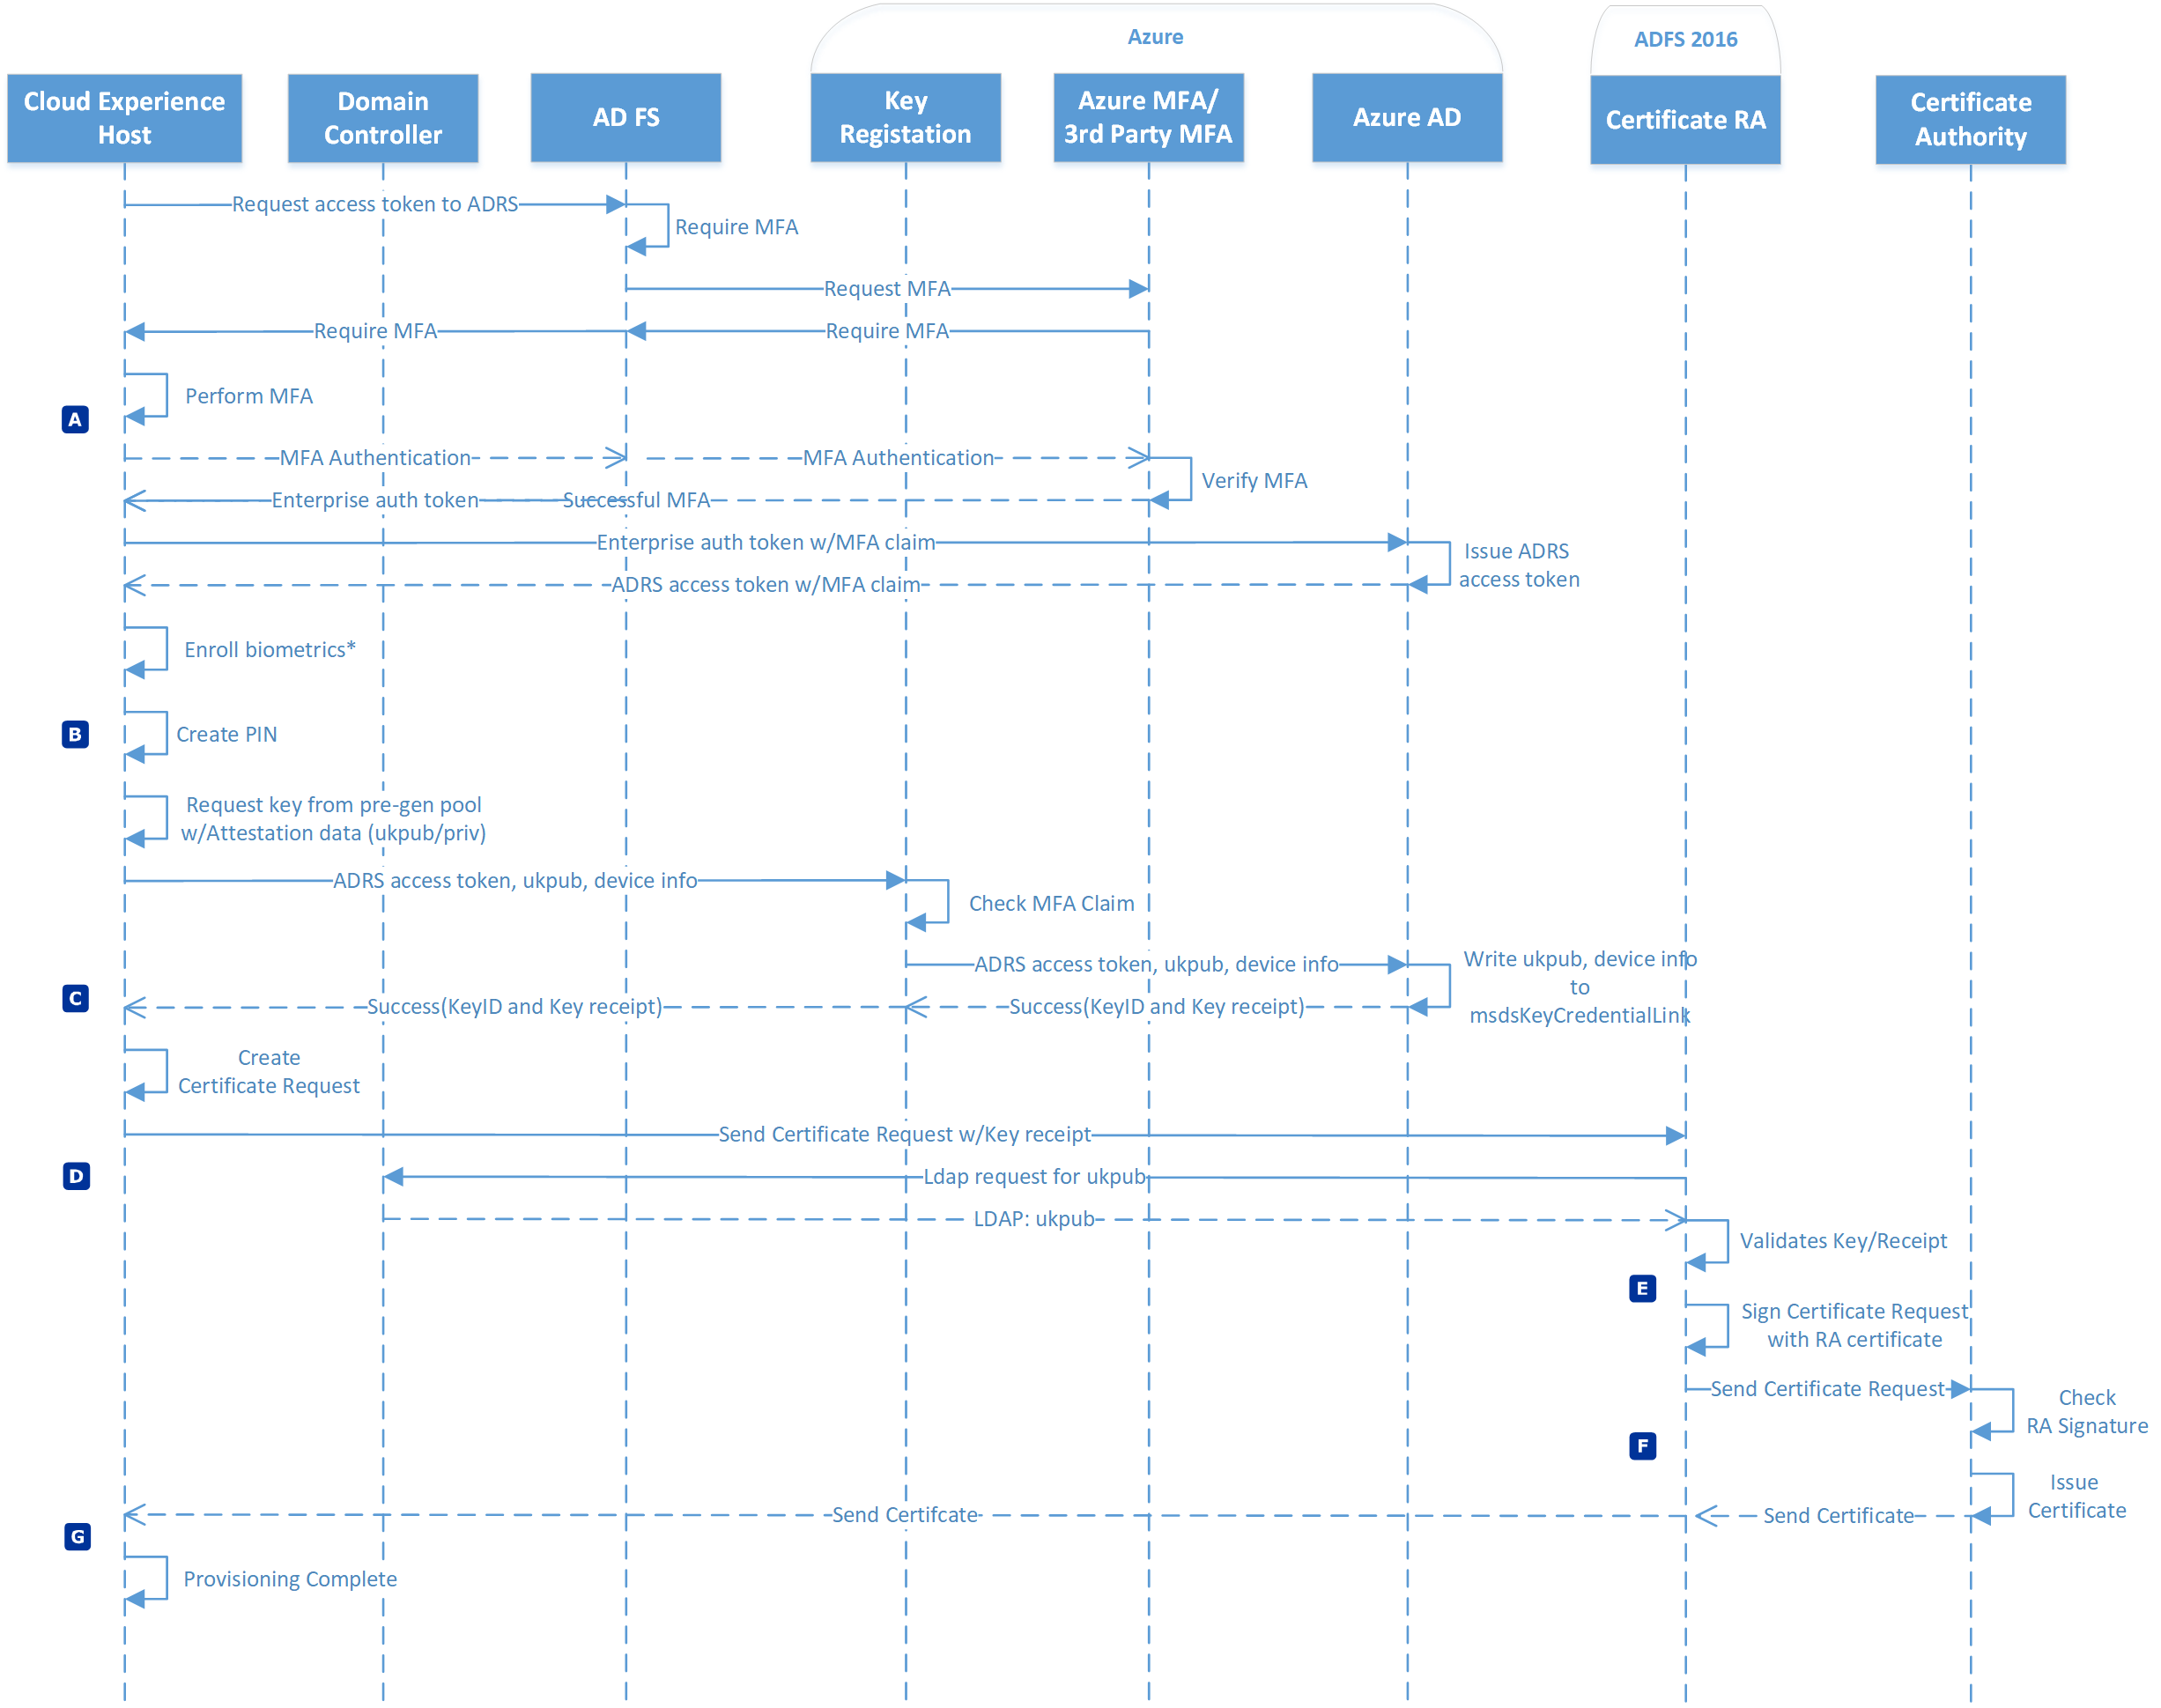 Azure
ADFS 2016
Cloud Experience
Host
Domain
Controller
AD FS
Key
Registation
Azure MFA/
3rd Party MFA
Azure AD
Certificate RA
Certificate
Authority
Request access token to ADRS
Require MFA
Request MFA
Require MFA
Require MFA
Perform MFA
A
MFA Authentication
MFA Authentication
Verify MFA
Enterprise auth token
Successful MFA
Enterprise auth token w/MFA claim
Issue ADRS
access token
ADRS access token w/MFA claim
Enroll biometrics*
B
Create PIN
Request key from pre-gen pool
w/Attestation data (ukpub/priv)
ADRS access token, ukpub, device info
Check MFA Claim
ADRS access token, ukpub, device info
Write ukpub, device info
to
msdsKeyCredentialLink
C
Success(KeyID and Key receipt)
Success(KeyID and Key receipt)
Create
Certificate Request
Send Certificate Request w/Key receipt
D
Ldap request for ukpub
LDAP: ukpub
Validates Key/Receipt
E
Sign Certificate Request
with RA certificate
Send Certificate Request
Check
RA Signature
F
Issue
Certificate
Send Certifcate
Send Certificate
G
Provisioning Complete